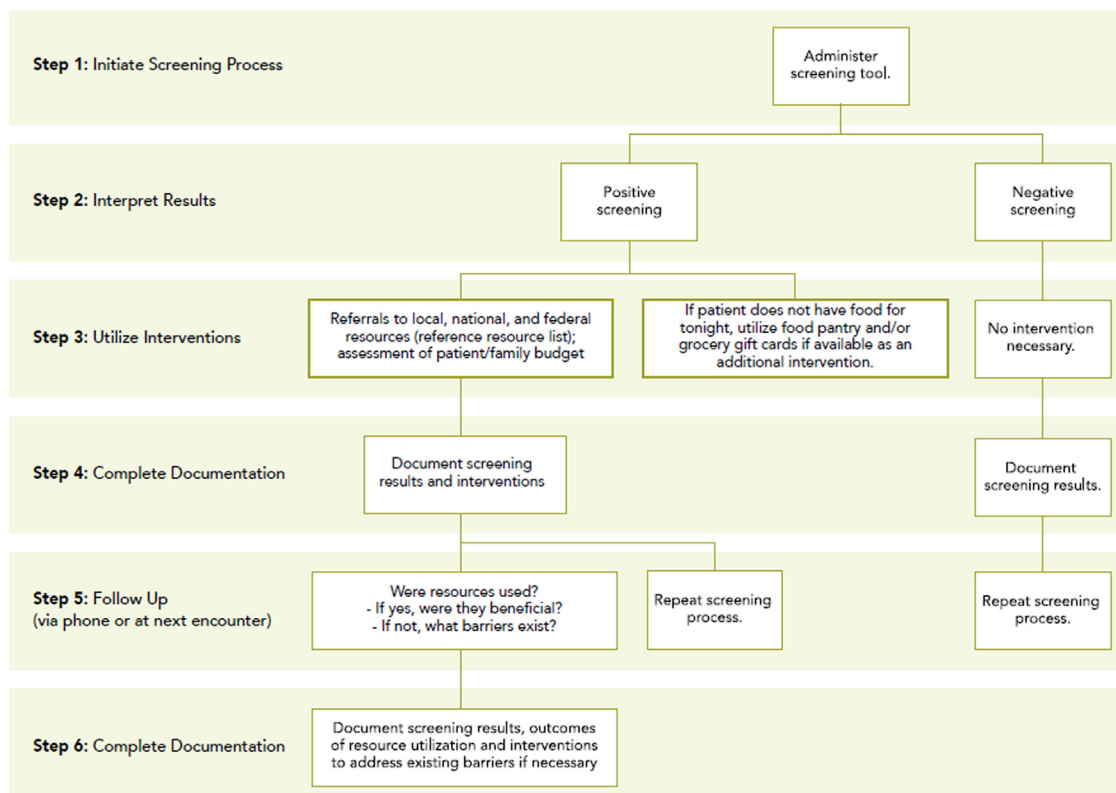 Step 1: Initiate Screening Process
Administer
screening tool.
Step 2: Interpret Results
Positive
screening
Negative
screening
Step 3: Utilize Interventions
Referrals to local, national, and federal
resources (reference resource list);
assessment of patient/family budget
If patient does not have food for
tonight, utilize food pantry and/or
grocery gift cards if available as an
additional intervention.
No intervention
necessary.
Step 4: Complete Documentation
Document screening
results and interventions
Document
screening results.
Step 5: Follow Up
(via phone or at next encounter)
Were resources used?
- If yes, were they beneficial?
- If not, what barriers exist?
Repeat screening
process.
Repeat screening
process.
Step 6: Complete Documentation
Document screening results, outcomes
of resource utilization and interventions
to address existing barriers if necessary